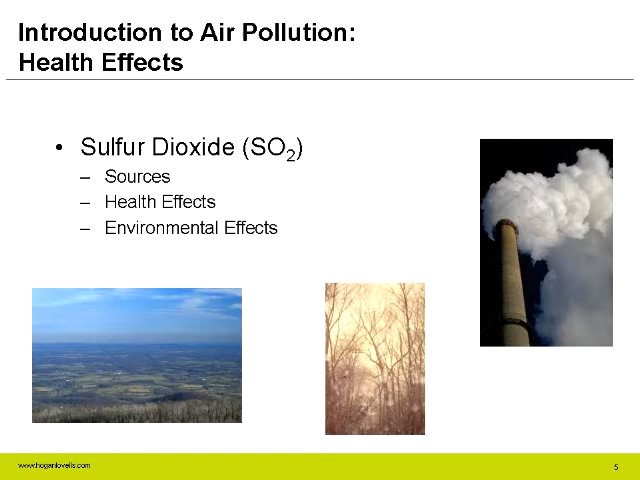 Introduction to Air Pollution:
Health Effects
• Sulfur Dioxide (SO₂)
– Sources
– Health Effects
– Environmental Effects
www.hoganlovells.com
5